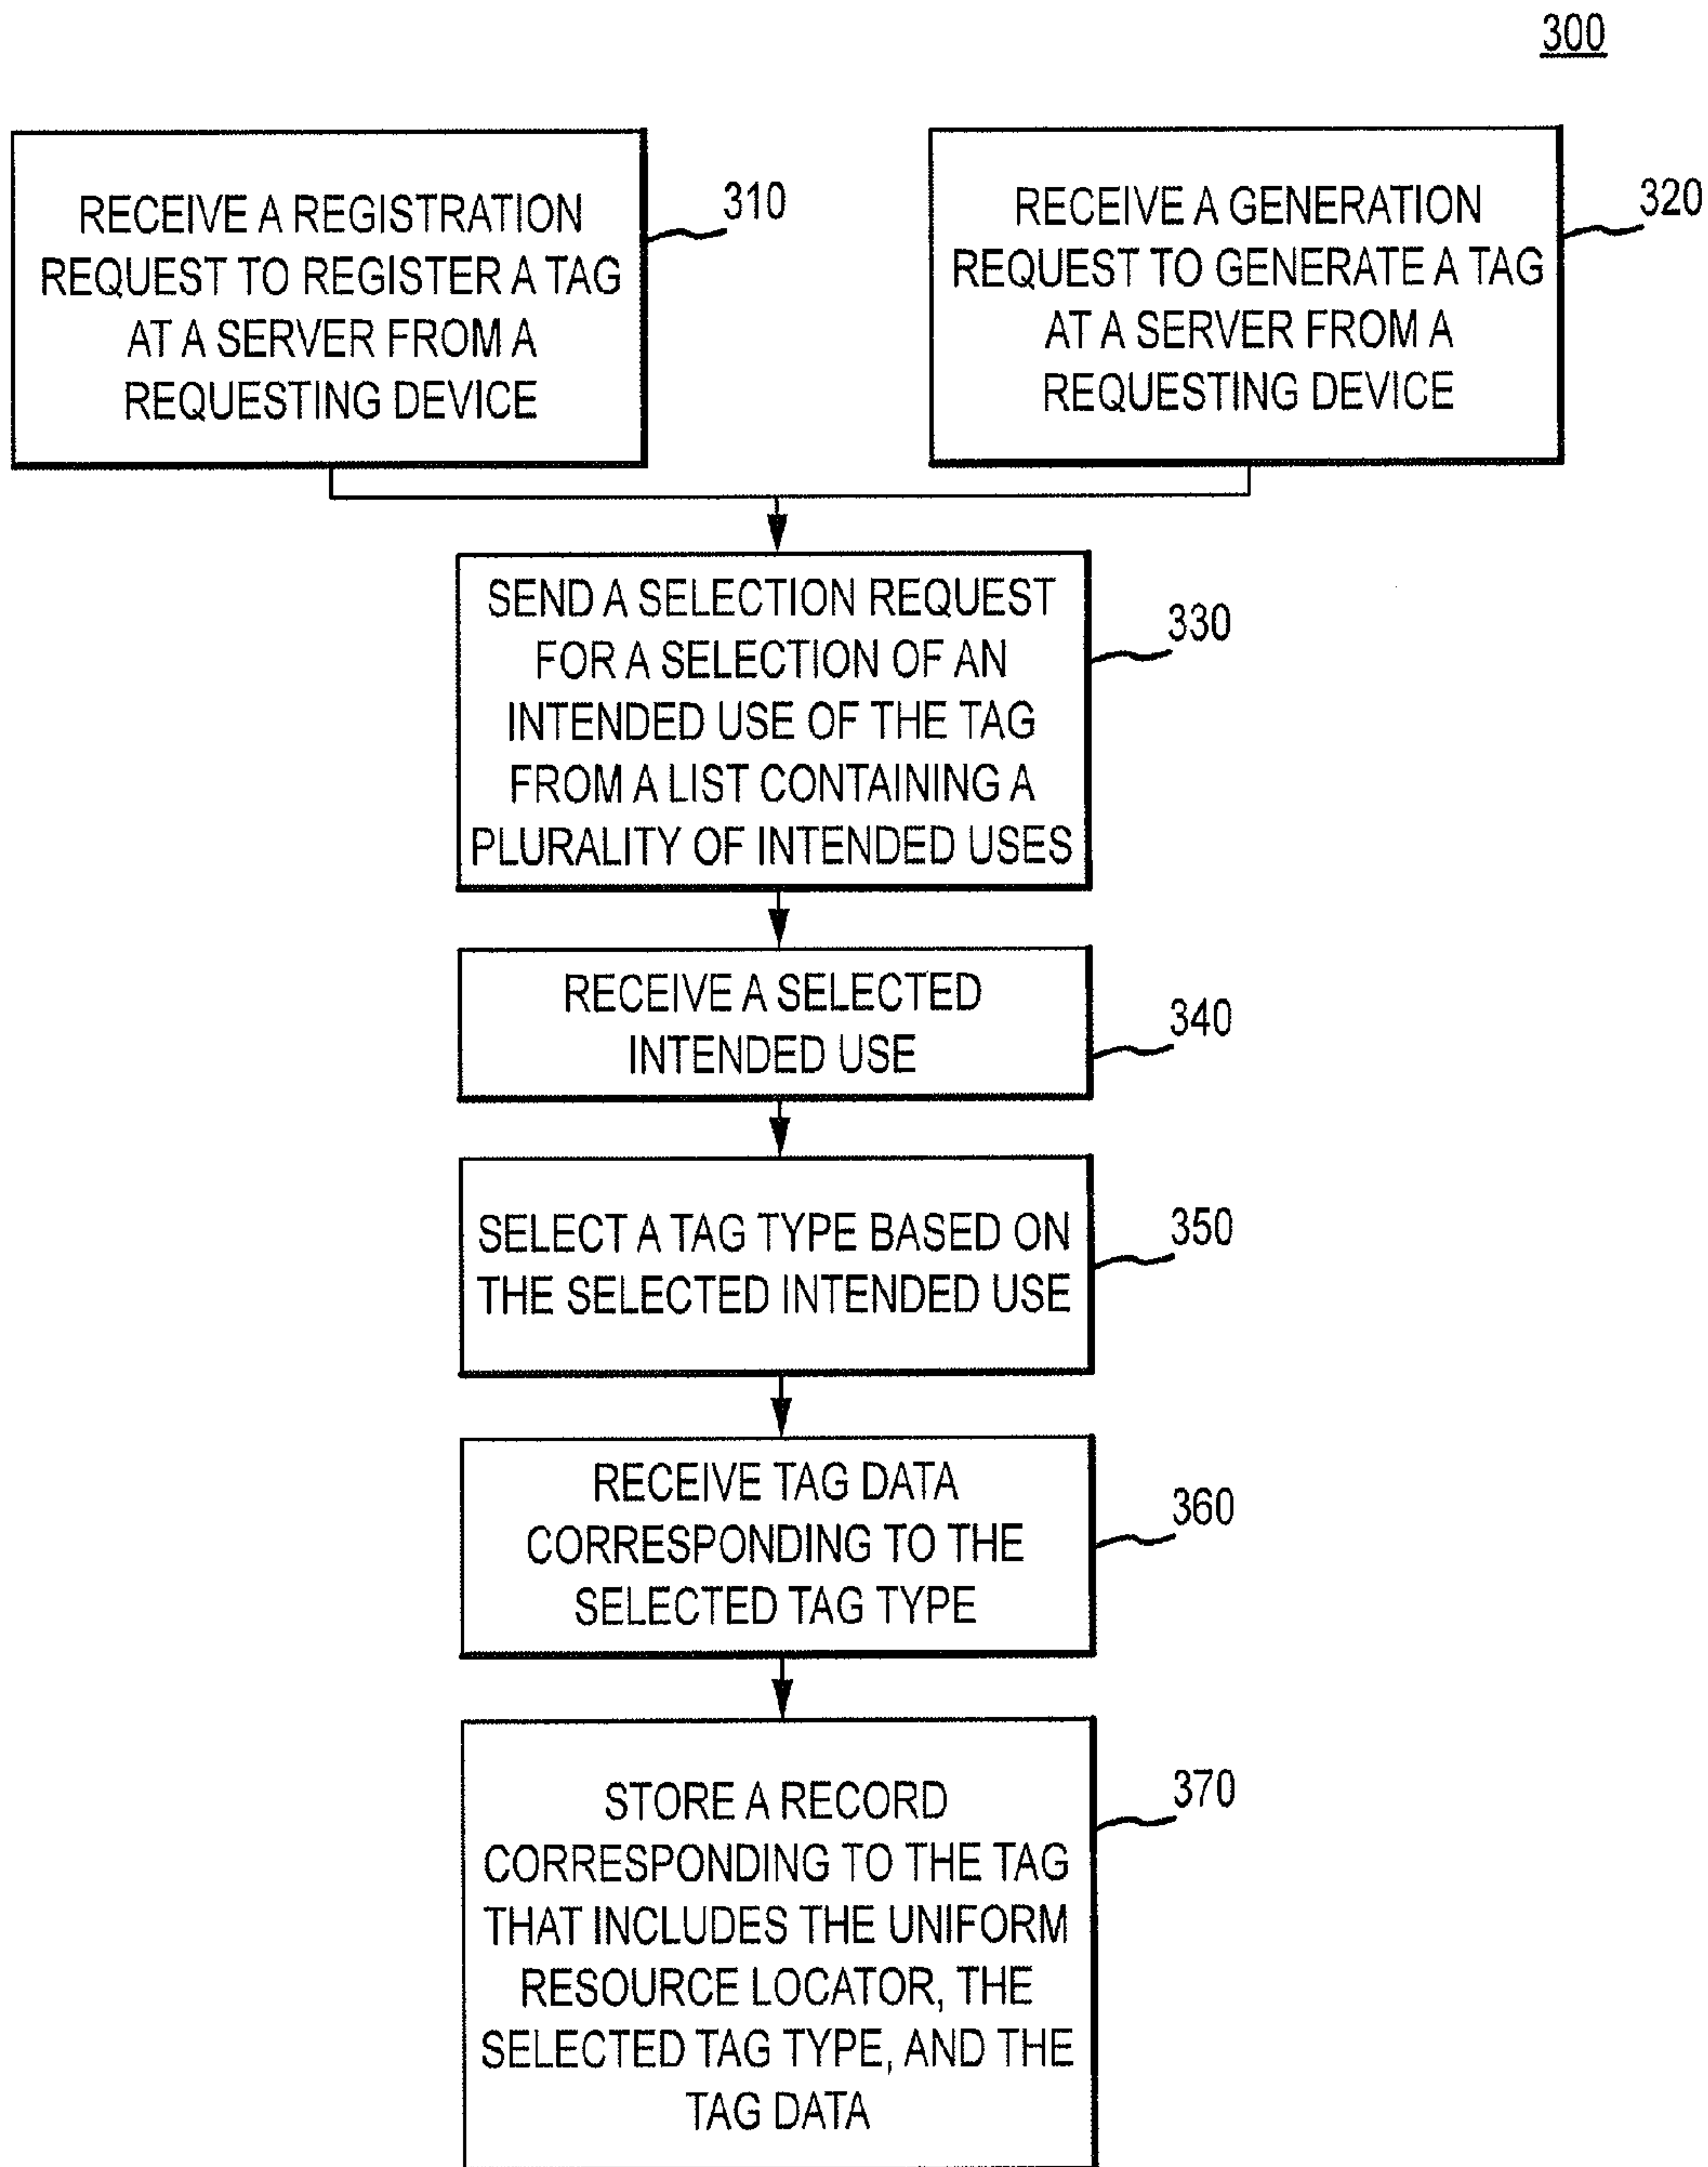 300
RECEIVE A REGISTRATION
REQUEST TO REGISTER A TAG
AT A SERVER FROM A
REQUESTING DEVICE
310
RECEIVE A GENERATION
REQUEST TO GENERATE A TAG
AT A SERVER FROM A
REQUESTING DEVICE
320
SEND A SELECTION REQUEST
FOR A SELECTION OF AN
INTENDED USE OF THE TAG
FROM A LIST CONTAINING A
PLURALITY OF INTENDED USES
330
RECEIVE A SELECTED
INTENDED USE
340
SELECT A TAG TYPE BASED ON
THE SELECTED INTENDED USE
350
RECEIVE TAG DATA
CORRESPONDING TO THE
SELECTED TAG TYPE
360
STORE A RECORD
CORRESPONDING TO THE TAG
THAT INCLUDES THE UNIFORM
RESOURCE LOCATOR, THE
SELECTED TAG TYPE, AND THE
TAG DATA
370